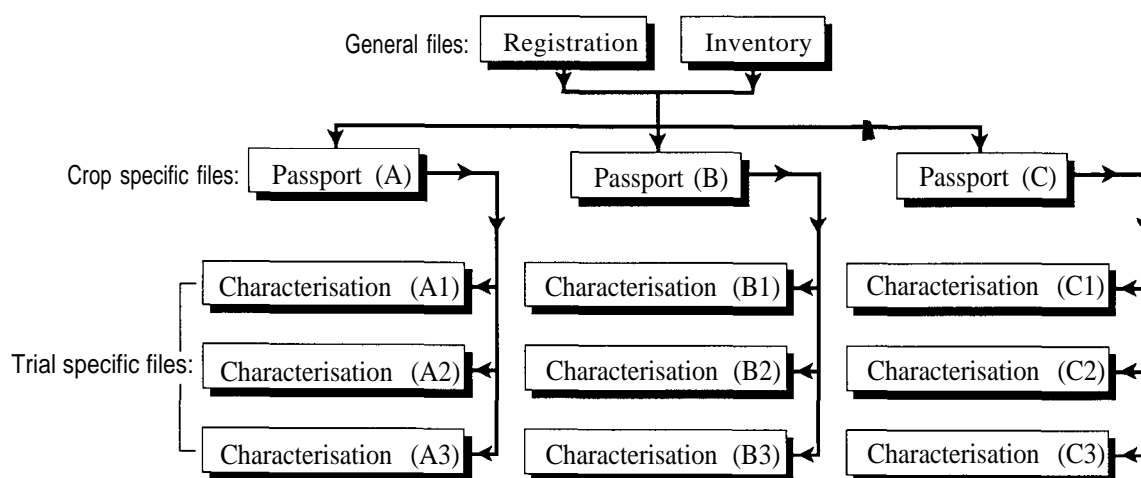 General files: Registration Inventory
Crop specific files: Passport (A) Passport (B) Passport (C)
Characterisation (A1) Characterisation (B1) Characterisation (C1)
Trial specific files: Characterisation (A2) Characterisation (B2) Characterisation (C2)
Characterisation (A3) Characterisation (B3) Characterisation (C3)